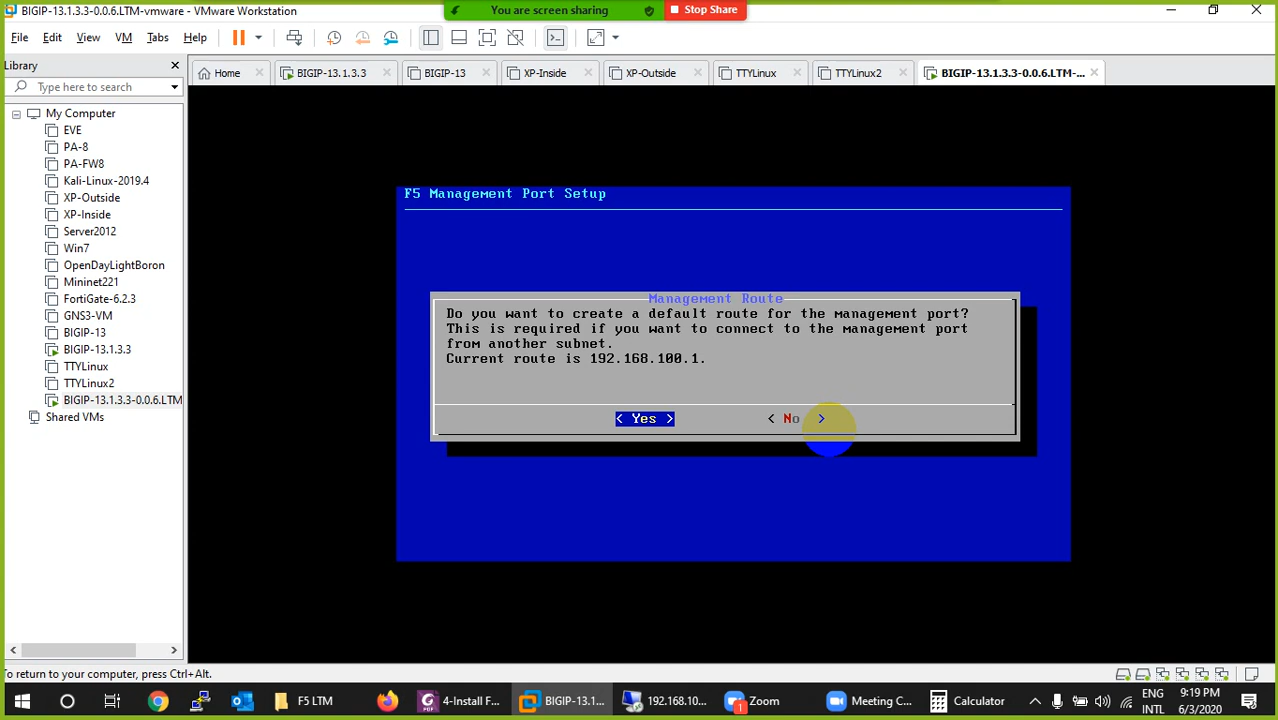 BIGIP-13.1.3.3-0.0.6.LTM-vmware - VMware Workstation
You are screen sharing
Stop Share
File Edit View VM Tabs Help
Library
Type here to search
Home
BIGIP-13.1.3.3
BIGIP-13
XP-Inside
XP-Outside
TTYLinux
TTYLinux2
BIGIP-13.1.3.3-0.0.6.LTM-...
My Computer
EVE
PA-8
PA-FW8
Kali-Linux-2019.4
XP-Outside
XP-Inside
Server2012
Win7
OpenDayLightBoron
Mininet221
FortiGate-6.2.3
GNS3-VM
BIGIP-13
BIGIP-13.1.3.3
TTYLinux
TTYLinux2
BIGIP-13.1.3.3-0.0.6.LTM
Shared VMs
F5 Management Port Setup
Management Route
Do you want to create a default route for the management port?
This is required if you want to connect to the management port
from another subnet.
Current route is 192.168.100.1.
< Yes > < No >
To return to your computer, press Ctrl+Alt.
F5 LTM
4-Install F...
BIGIP-13.1...
192.168.10...
1
Zoom
Meeting C...
Calculator
ENG
INTL
9:19 PM
6/3/2020